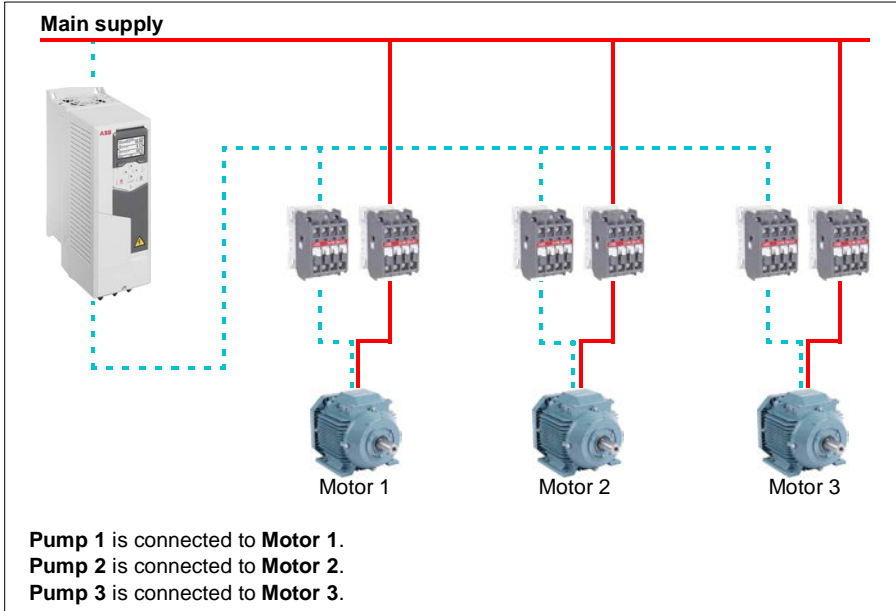 Main supply
ABB
Motor 1
Motor 2
Motor 3
Pump 1 is connected to Motor 1.
Pump 2 is connected to Motor 2.
Pump 3 is connected to Motor 3.